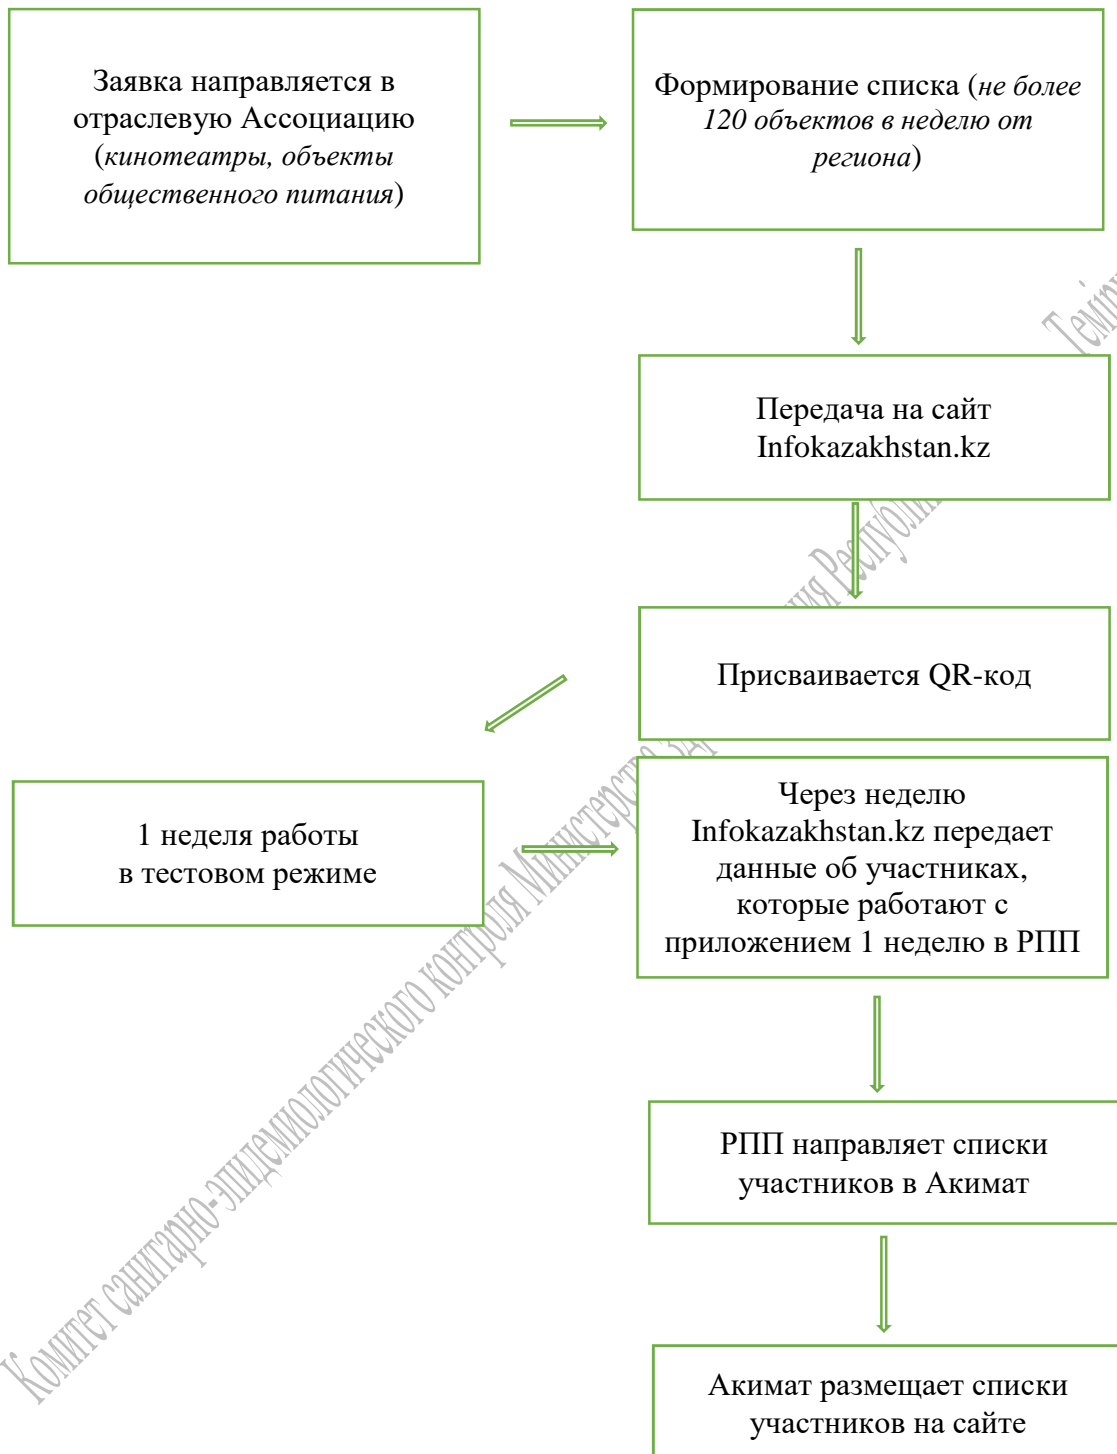 Заявка направляется в
отраслевую Ассоциацию
(кинотеатры, объекты
общественного питания)
Формирование списка (не более
120 объектов в неделю от
региона)
Передача на сайт
Infokazakhstan.kz
Присваивается QR-код
1 неделя работы
в тестовом режиме
Через неделю
Infokazakhstan.kz передает
данные об участниках,
которые работают с
приложением 1 неделю в РПП
РПП направляет списки
участников в Акимат
Акимат размещает списки
участников на сайте
Комитет санитарно-эпидемиологического контроля Министерство